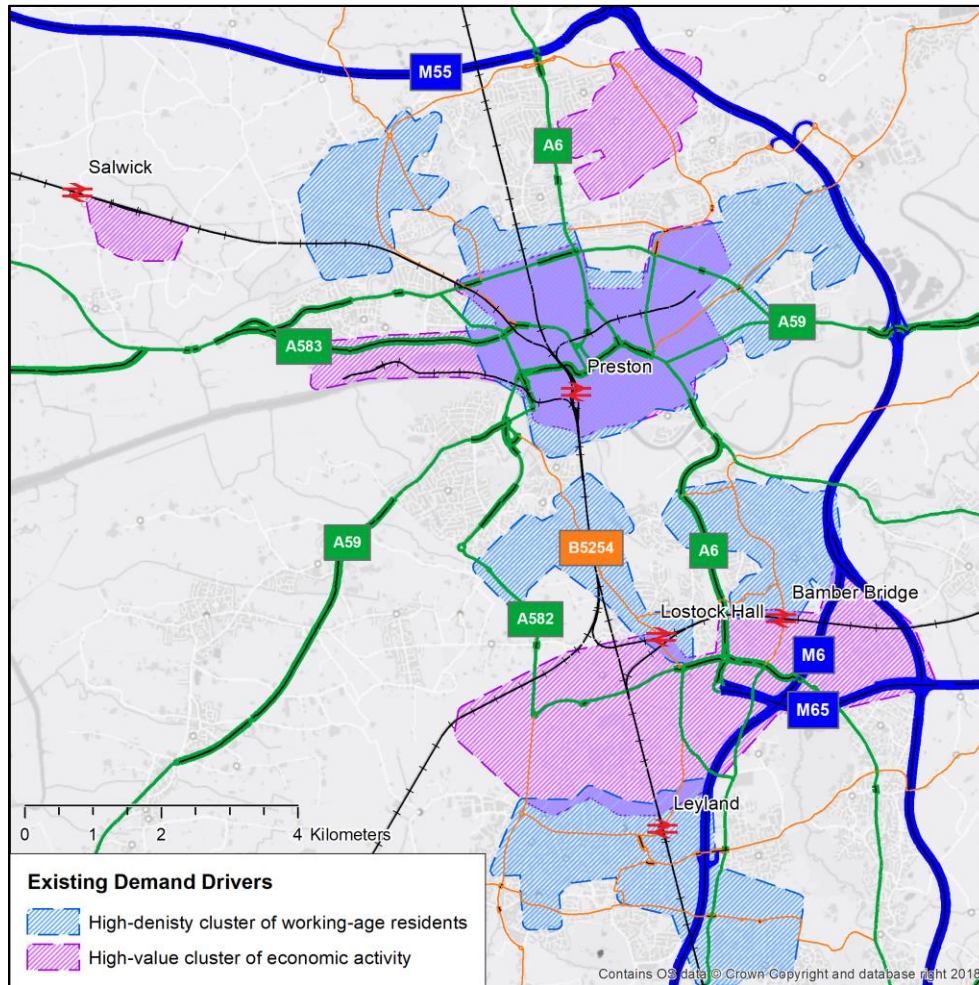 M55
A6
Salwick
A59
A583
Preston
A59
B5254
A6
Bamber Bridge
Lostock Hall
A582
M6
M65
Leyland
0 1 2 4 Kilometers
Existing Demand Drivers
High-denisty cluster of working-age residents
High-value cluster of economic activity
Contains OS data © Crown Copyright and database right 2018